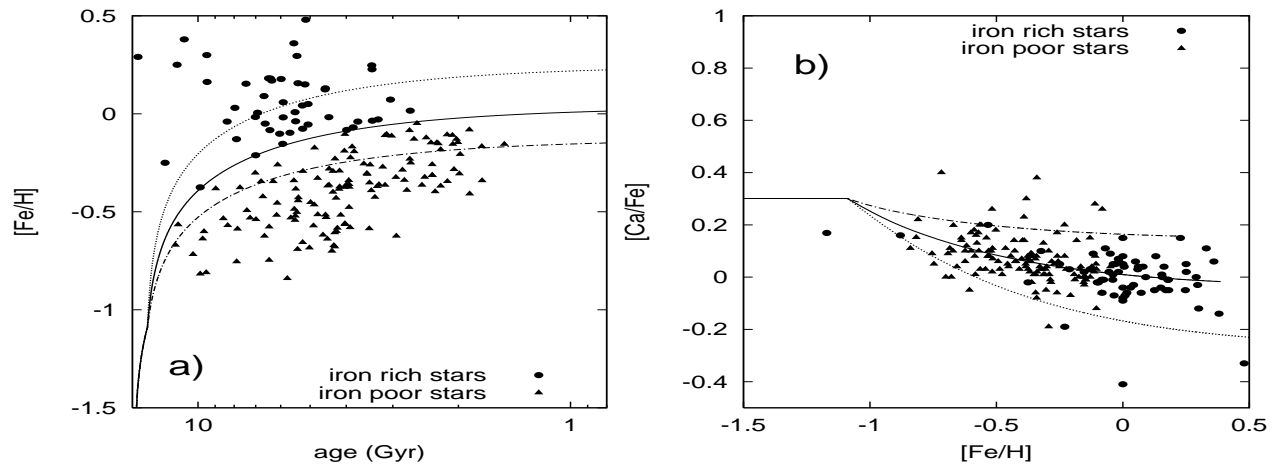 0.5
0
-0.5
-1
-1.5
[Fe/H]
10
1
age (Gyr)
a)
iron rich stars
iron poor stars
1
0.8
0.6
0.4
0.2
0
-0.2
-0.4
[Ca/Fe]
-1.5
-1
-0.5
0
0.5
[Fe/H]
b)
iron rich stars
iron poor stars